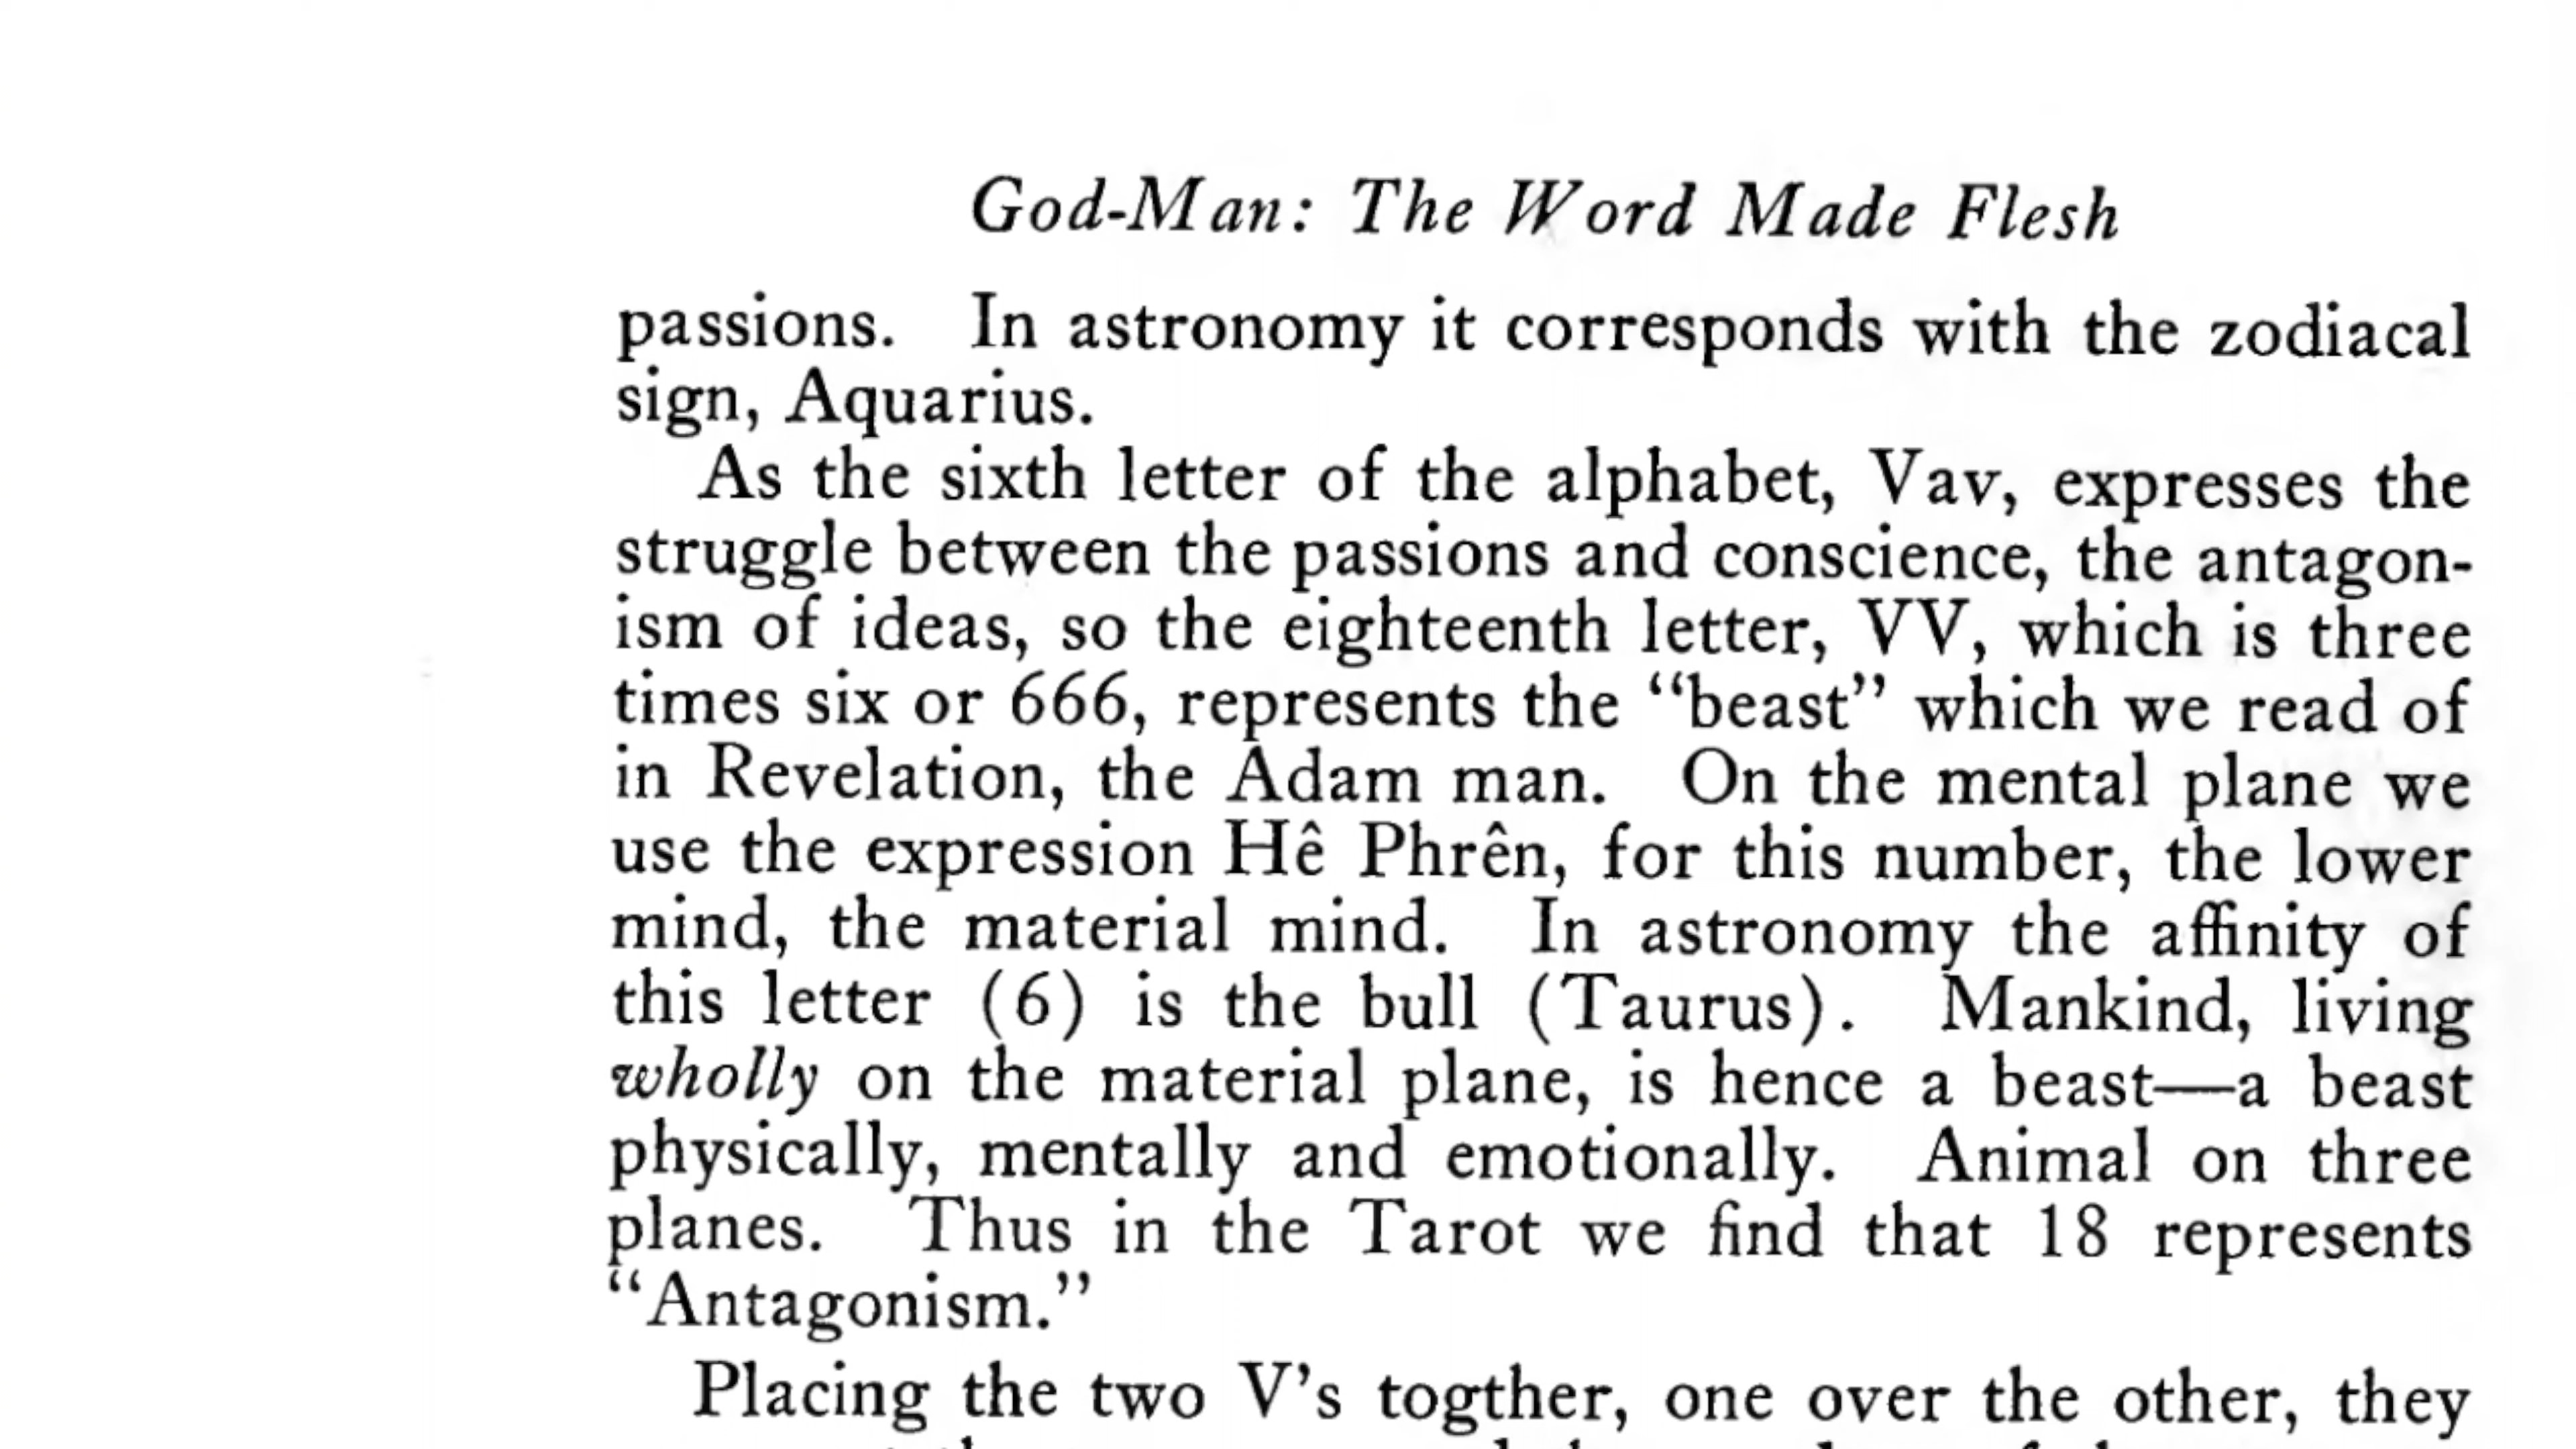 God-Man: The Word Made Flesh
passions. In astronomy it corresponds with the zodiacal
sign, Aquarius.
As the sixth letter of the alphabet, Vav, expresses the
struggle between the passions and conscience, the antagon-
ism of ideas, so the eighteenth letter, VV, which is three
times six or 666, represents the “beast” which we read of
in Revelation, the Adam man. On the mental plane we
use the expression Hê Phrên, for this number, the lower
mind, the material mind. In astronomy the affinity of
this letter (6) is the bull (Taurus). Mankind, living
wholly on the material plane, is hence a beast—a beast
physically, mentally and emotionally. Animal on three
planes. Thus in the Tarot we find that 18 represents
“Antagonism.”
Placing the two V’s togther, one over the other, they